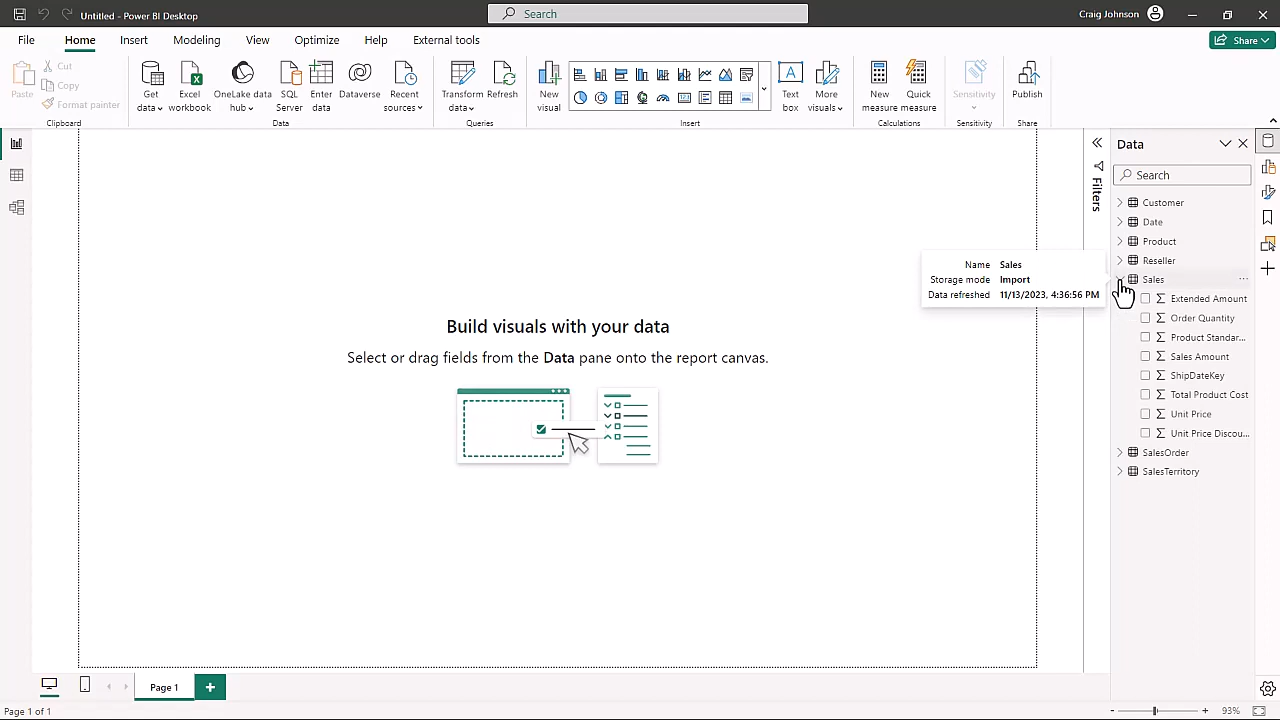 Untitled - Power BI Desktop
Search
Craig Johnson
File
Home
Insert
Modeling
View
Optimize
Help
External tools
Share
Paste
Cut
Copy
Format painter
Clipboard
Get data
Excel workbook
OneLake data hub
SQL Server
Enter data
Dataverse
Recent sources
Data
Transform data
Refresh
Queries
New visual
Text box
More visuals
Insert
New measure
Quick measure
Calculations
Sensitivity
Sensitivity
Publish
Share
Filters
Data
Search
Customer
Date
Product
Reseller
Sales
Name Sales
Storage mode Import
Data refreshed 11/13/2023, 4:36:56 PM
Extended Amount
Order Quantity
Product Standar...
Sales Amount
ShipDateKey
Total Product Cost
Unit Price
Unit Price Discou...
SalesOrder
SalesTerritory
Build visuals with your data
Select or drag fields from the Data pane onto the report canvas.
Page 1
Page 1 of 1
93%